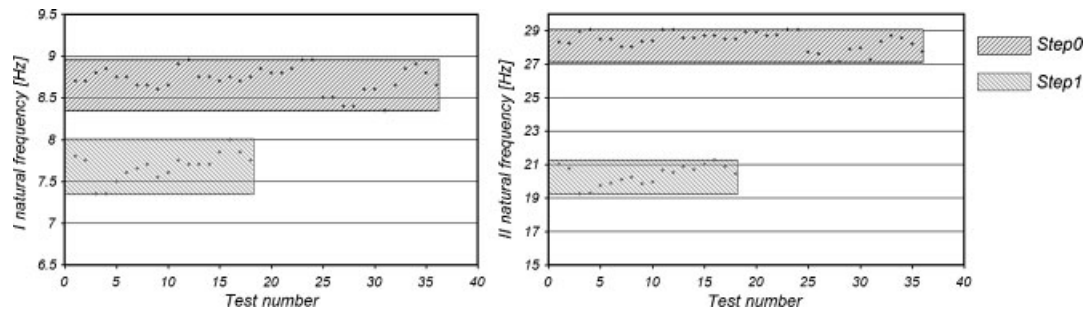 I natural frequency [Hz]
9.5
9
8.5
8
7.5
7
6.5
0 5 10 15 20 25 30 35 40
Test number
II natural frequency [Hz]
29
27
25
23
21
19
17
15
0 5 10 15 20 25 30 35 40
Test number
Step0
Step1